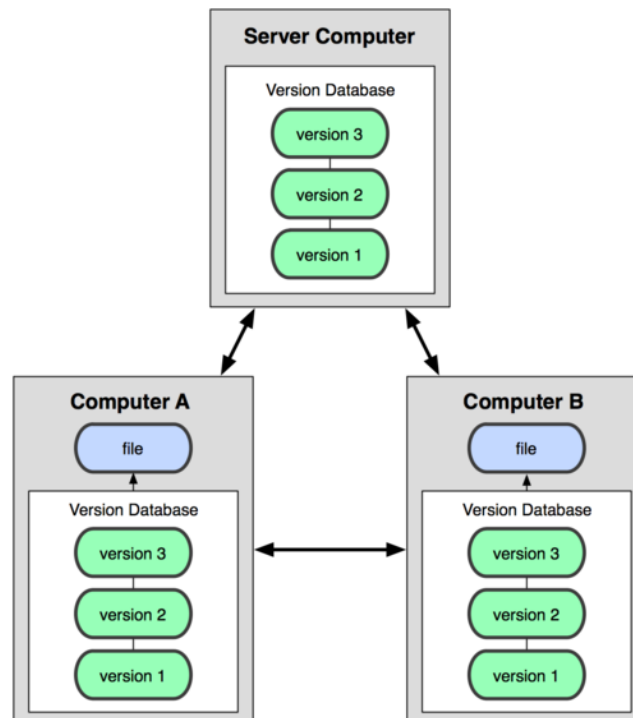 Server Computer
Version Database
version 3
version 2
version 1
Computer A
file
Version Database
version 3
version 2
version 1
Computer B
file
Version Database
version 3
version 2
version 1